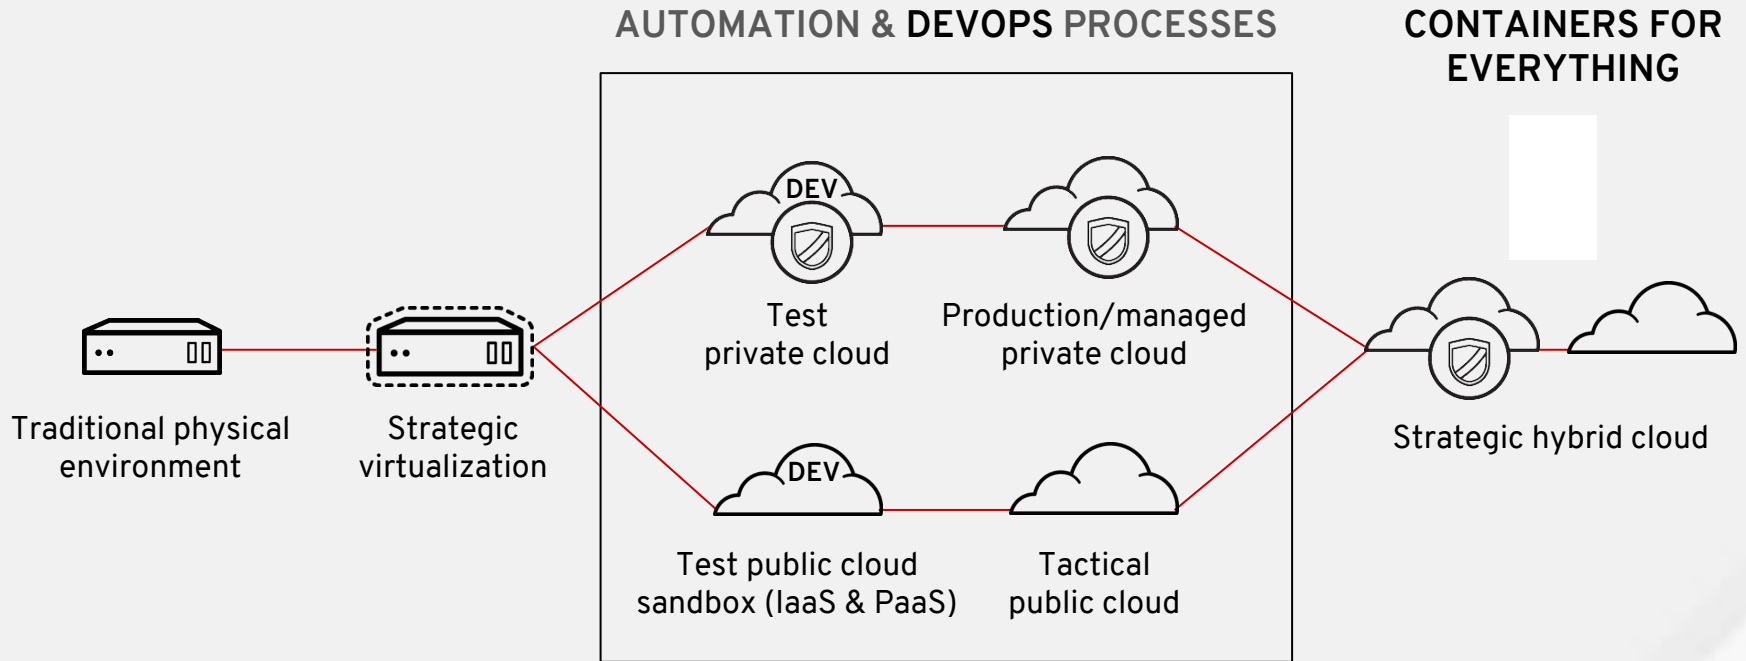 AUTOMATION & DEVOPS PROCESSES
CONTAINERS FOR
EVERYTHING
DEV
Test
private cloud
Production/managed
private cloud
Traditional physical
environment
Strategic
virtualization
DEV
Test public cloud
sandbox (IaaS & PaaS)
Tactical
public cloud
Strategic hybrid cloud